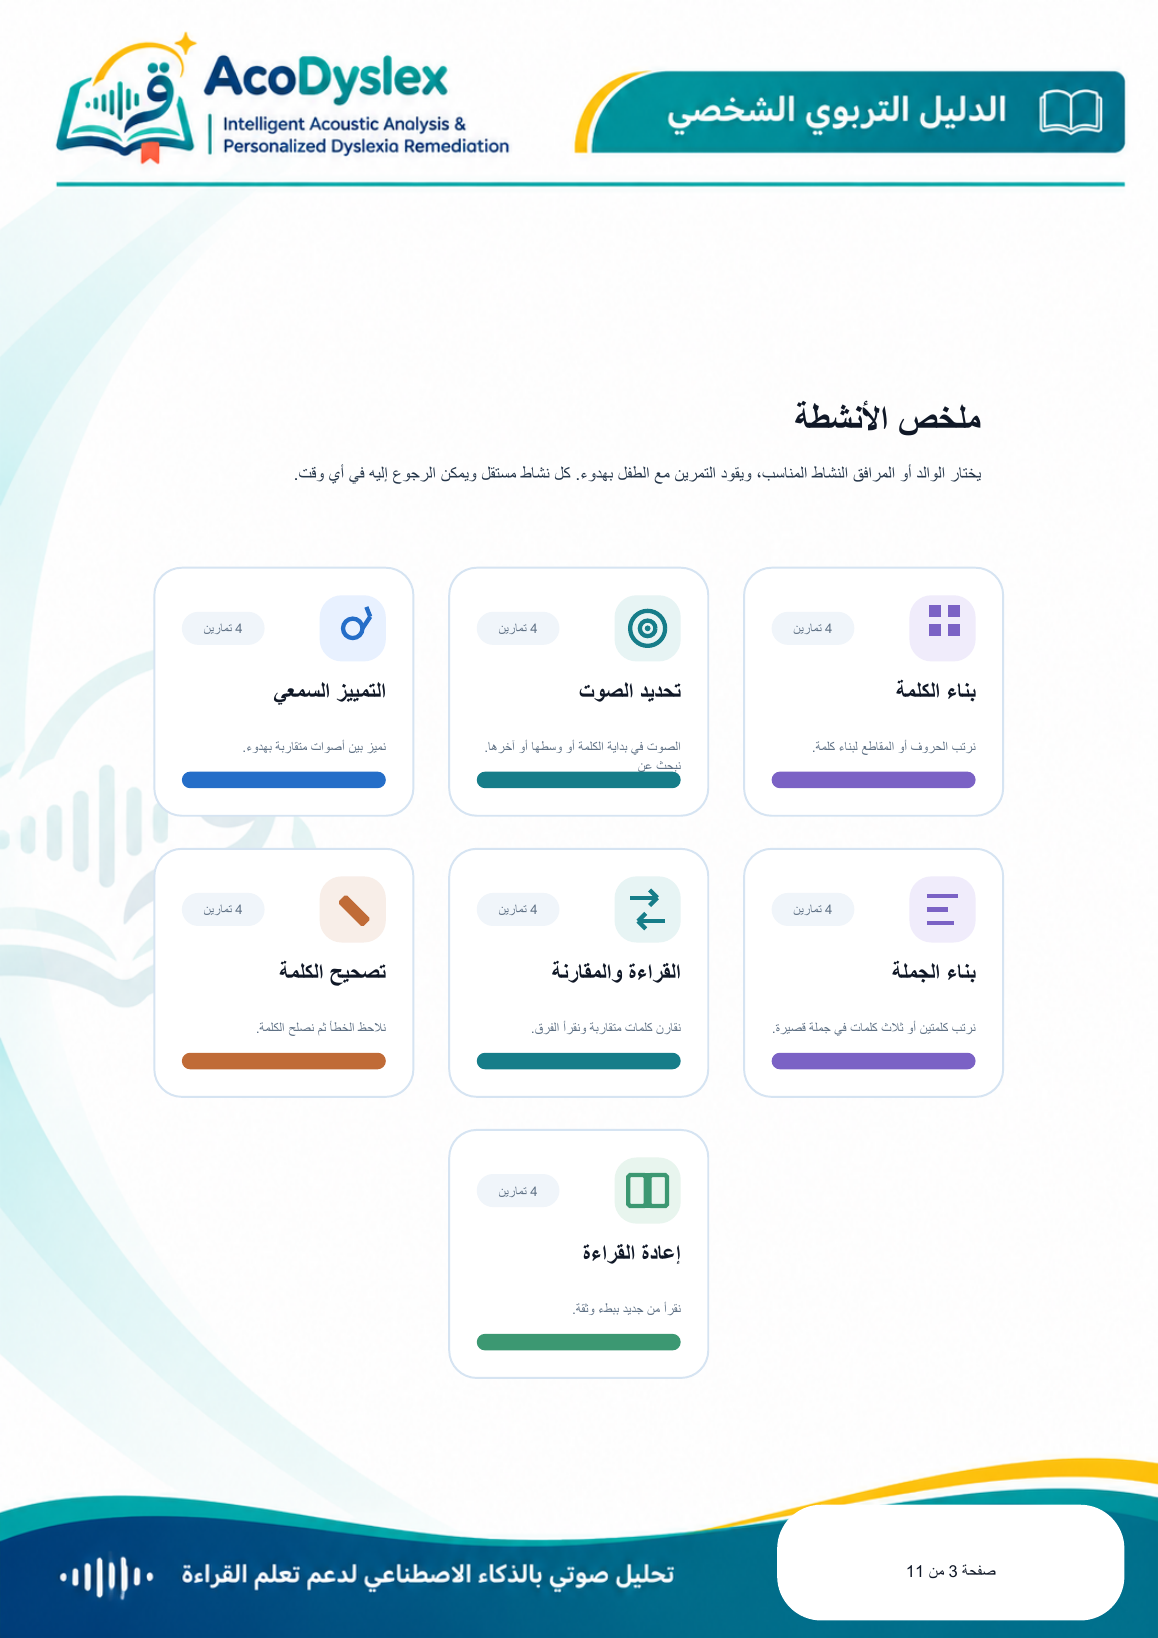 AcoDyslex
Intelligent Acoustic Analysis &
Personalized Dyslexia Remediation
الدليل التربوي الشخصي
ملخص الأنشطة
يختار الوالد أو المرافق النشاط المناسب، ويقود التمرين مع الطفل بهدوء. كل نشاط مستقل ويمكن الرجوع إليه في أي وقت.
4 تمارين
بناء الكلمة
نرتب الحروف أو المقاطع لبناء كلمة.
4 تمارين
تحديد الصوت
الصوت في بداية الكلمة أو وسطها أو آخرها.
نبحث عن
4 تمارين
التمييز السمعي
نميز بين أصوات متقاربة بهدوء.
4 تمارين
بناء الجملة
نرتب كلمتين أو ثلاث كلمات في جملة قصيرة.
4 تمارين
القراءة والمقارنة
نقارن كلمات متقاربة ونقرأ الفرق.
4 تمارين
تصحيح الكلمة
نلاحظ الخطأ ثم نصلح الكلمة.
4 تمارين
إعادة القراءة
نقرأ من جديد ببطء وثقة.
صفحة 3 من 11
تحليل صوتي بالذكاء الاصطناعي لدعم تعلم القراءة